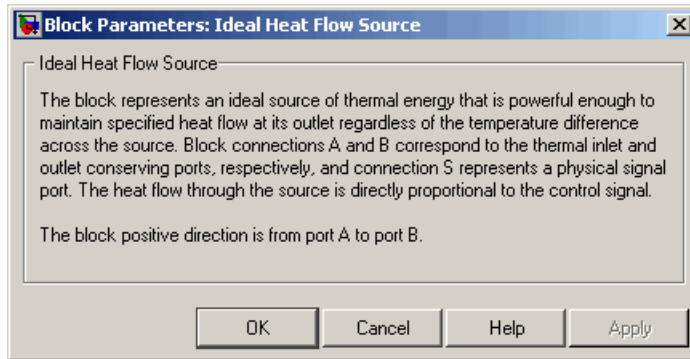 Block Parameters: Ideal Heat Flow Source
Ideal Heat Flow Source
The block represents an ideal source of thermal energy that is powerful enough to
maintain specified heat flow at its outlet regardless of the temperature difference
across the source. Block connections A and B correspond to the thermal inlet and
outlet conserving ports, respectively, and connection S represents a physical signal
port. The heat flow through the source is directly proportional to the control signal.
The block positive direction is from port A to port B.
OK Cancel Help Apply